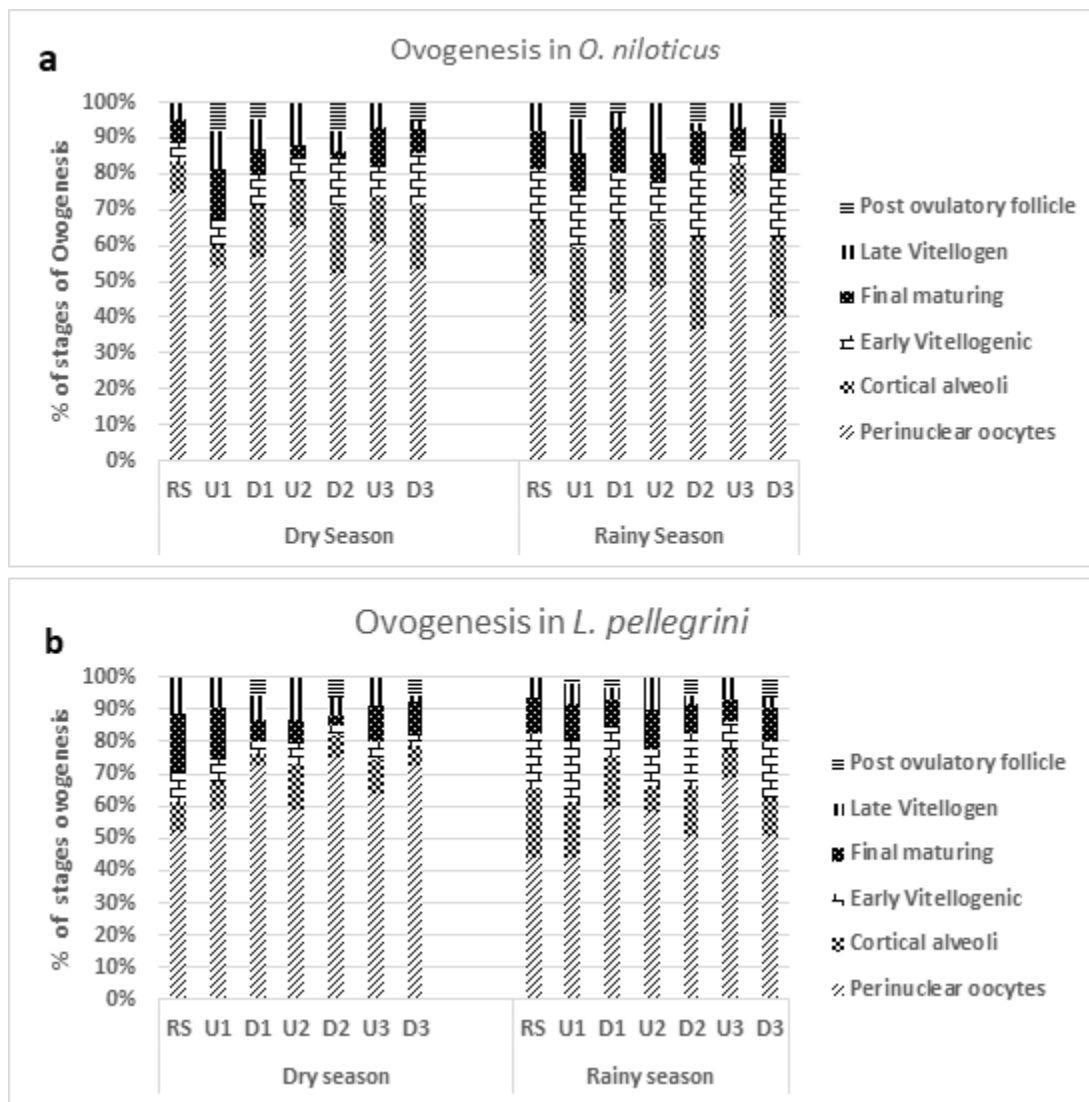 a
Ovogenesis in O. niloticus
% of stages of Ovogenesis
100%
90%
80%
70%
60%
50%
40%
30%
20%
10%
0%
RS U1 D1 U2 D2 U3 D3 RS U1 D1 U2 D2 U3 D3
Dry Season Rainy Season
Post ovulatory follicle
Late Vitellogen
Final maturing
Early Vitellogenic
Cortical alveoli
Perinuclear oocytes
b
Ovogenesis in L. pellegrini
% of stages ovogenesis
100%
90%
80%
70%
60%
50%
40%
30%
20%
10%
0%
RS U1 D1 U2 D2 U3 D3 RS U1 D1 U2 D2 U3 D3
Dry season Rainy season
Post ovulatory follicle
Late Vitellogen
Final maturing
Early Vitellogenic
Cortical alveoli
Perinuclear oocytes